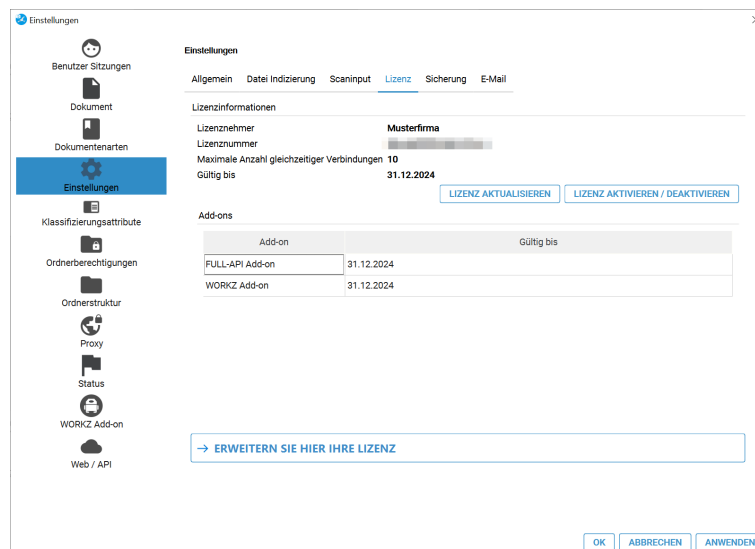 Einstellungen
Benutzer Sitzungen
Dokument
Dokumentenarten
Einstellungen
Klassifizierungsattribute
Ordnerberechtigungen
Ordnerstruktur
Proxy
Status
WORKZ Add-on
Web / API
Einstellungen
Allgemein Datei Indizierung Scaninput Lizenz Sicherung E-Mail
Lizenzinformationen
Lizenznehmer Musterfirma
Lizenznummer
Maximale Anzahl gleichzeitiger Verbindungen 10
Gültig bis 31.12.2024
LIZENZ AKTUALISIEREN LIZENZ AKTIVIEREN / DEAKTIVIEREN
Add-ons
Add-on Gültig bis
FULL-API Add-on 31.12.2024
WORKZ Add-on 31.12.2024
→ ERWEITERN SIE HIER IHRE LIZENZ
OK ABBRECHEN ANWENDEN